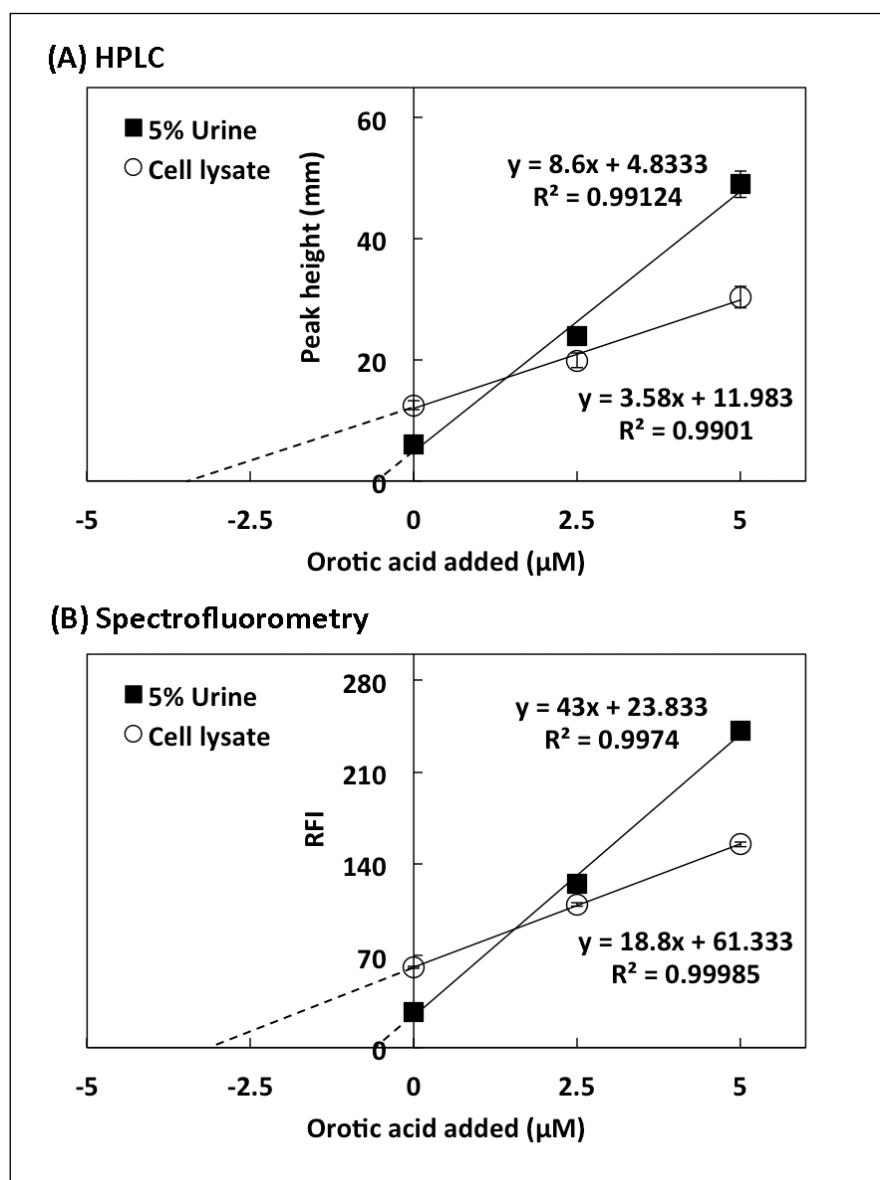 (A) HPLC
5% Urine
Cell lysate
Peak height (mm)
60
40
20
0
y = 8.6x + 4.8333
R² = 0.99124
y = 3.58x + 11.983
R² = 0.9901
-5 -2.5 0 2.5 5
Orotic acid added (µM)
(B) Spectrofluorometry
5% Urine
Cell lysate
RFI
280
210
140
70
0
y = 43x + 23.833
R² = 0.9974
y = 18.8x + 61.333
R² = 0.99985
-5 -2.5 0 2.5 5
Orotic acid added (µM)